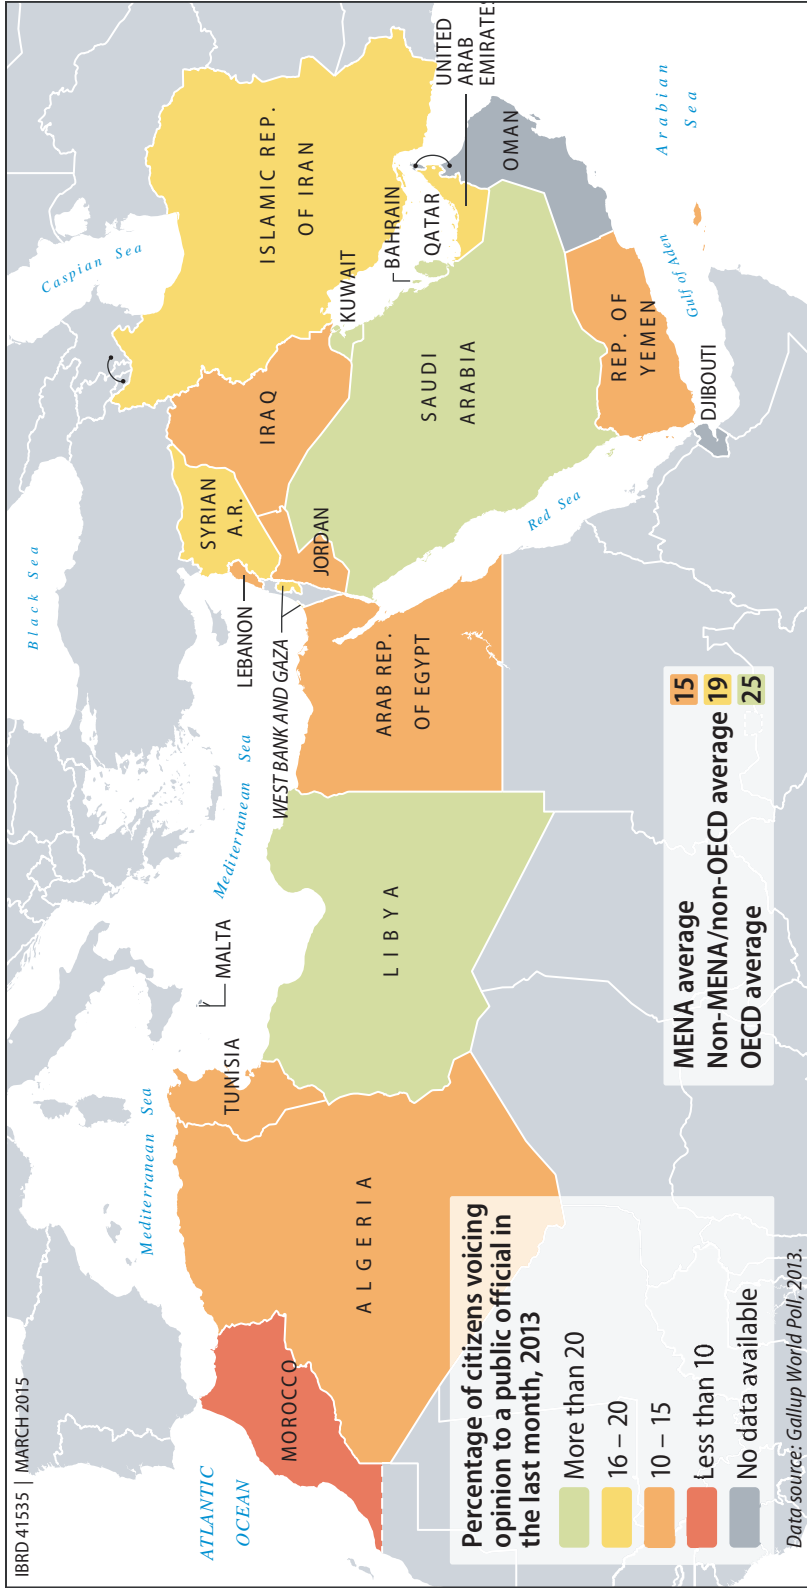 IBRD 41535 | MARCH 2015
ATLANTIC
OCEAN
Mediterranean Sea
Mediterranean Sea
Black Sea
Caspian Sea
Red Sea
Gulf of Aden
Arabian
Sea
MOROCCO
ALGERIA
TUNISIA
MALTA
LIBYA
ARAB REP.
OF EGYPT
WEST BANK AND GAZA
LEBANON
SYRIAN
A.R.
JORDAN
IRAQ
KUWAIT
ISLAMIC REP.
OF IRAN
BAHRAIN
QATAR
UNITED
ARAB
EMIRATES
OMAN
SAUDI
ARABIA
REP. OF
YEMEN
DJIBOUTI
Percentage of citizens voicing
opinion to a public official in
the last month, 2013
More than 20
16 – 20
10 – 15
Less than 10
No data available
MENA average 15
Non-MENA/non-OECD average 19
OECD average 25
Data source: Gallup World Poll, 2013.